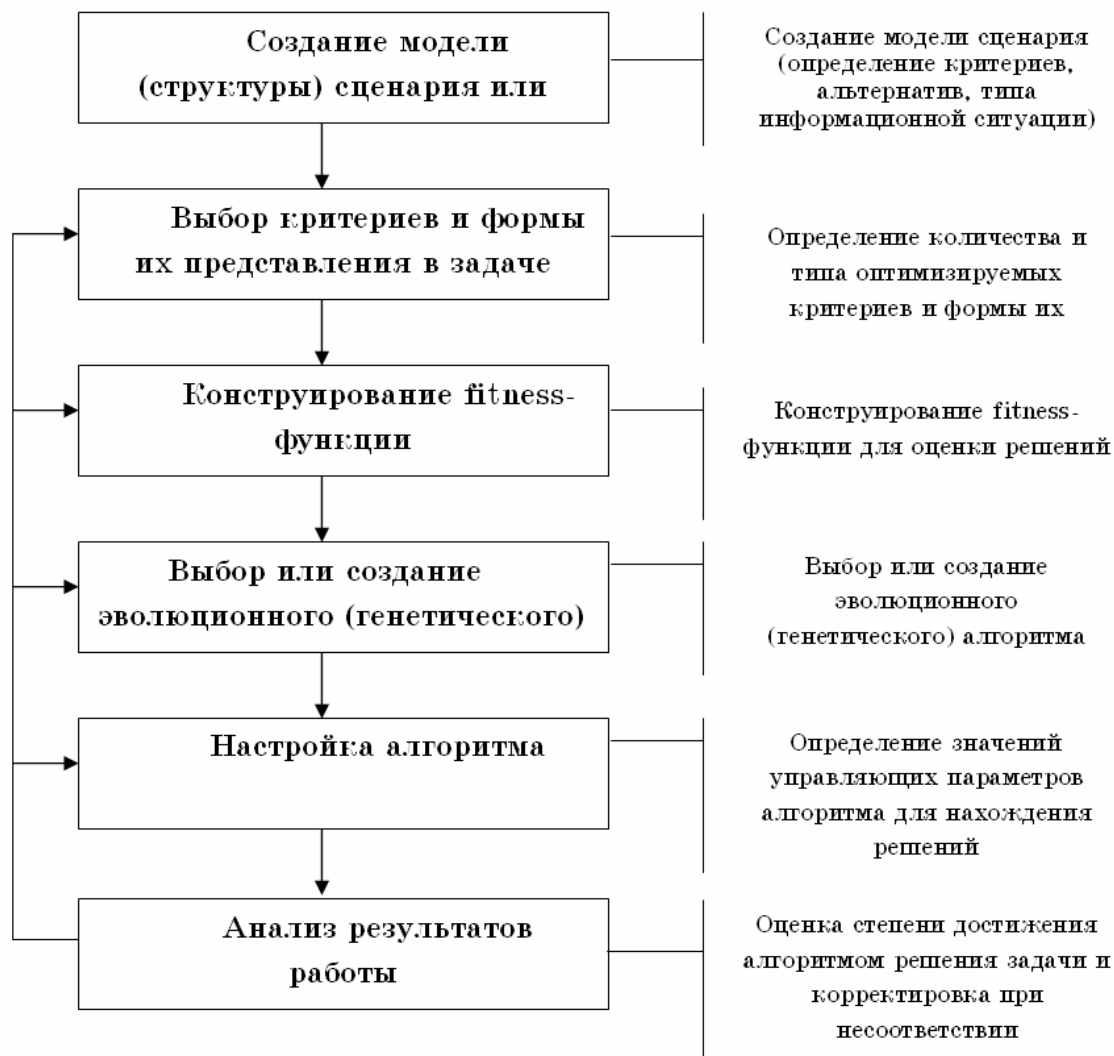 Создание модели
(структуры) сценария или
Создание модели сценария
(определение критериев,
альтернатив, типа
информационной ситуации)
Выбор критериев и формы
их представления в задаче
Определение количества и
типа оптимизируемых
критериев и формы их
Конструирование fitness-
функции
Конструирование fitness-
функции для оценки решений
Выбор или создание
эволюционного (генетического)
Выбор или создание
эволюционного
(генетического) алгоритма
Настройка алгоритма
Определение значений
управляющих параметров
алгоритма для нахождения
решений
Анализ результатов
работы
Оценка степени достижения
алгоритмом решения задачи и
корректировка при
несоответствии